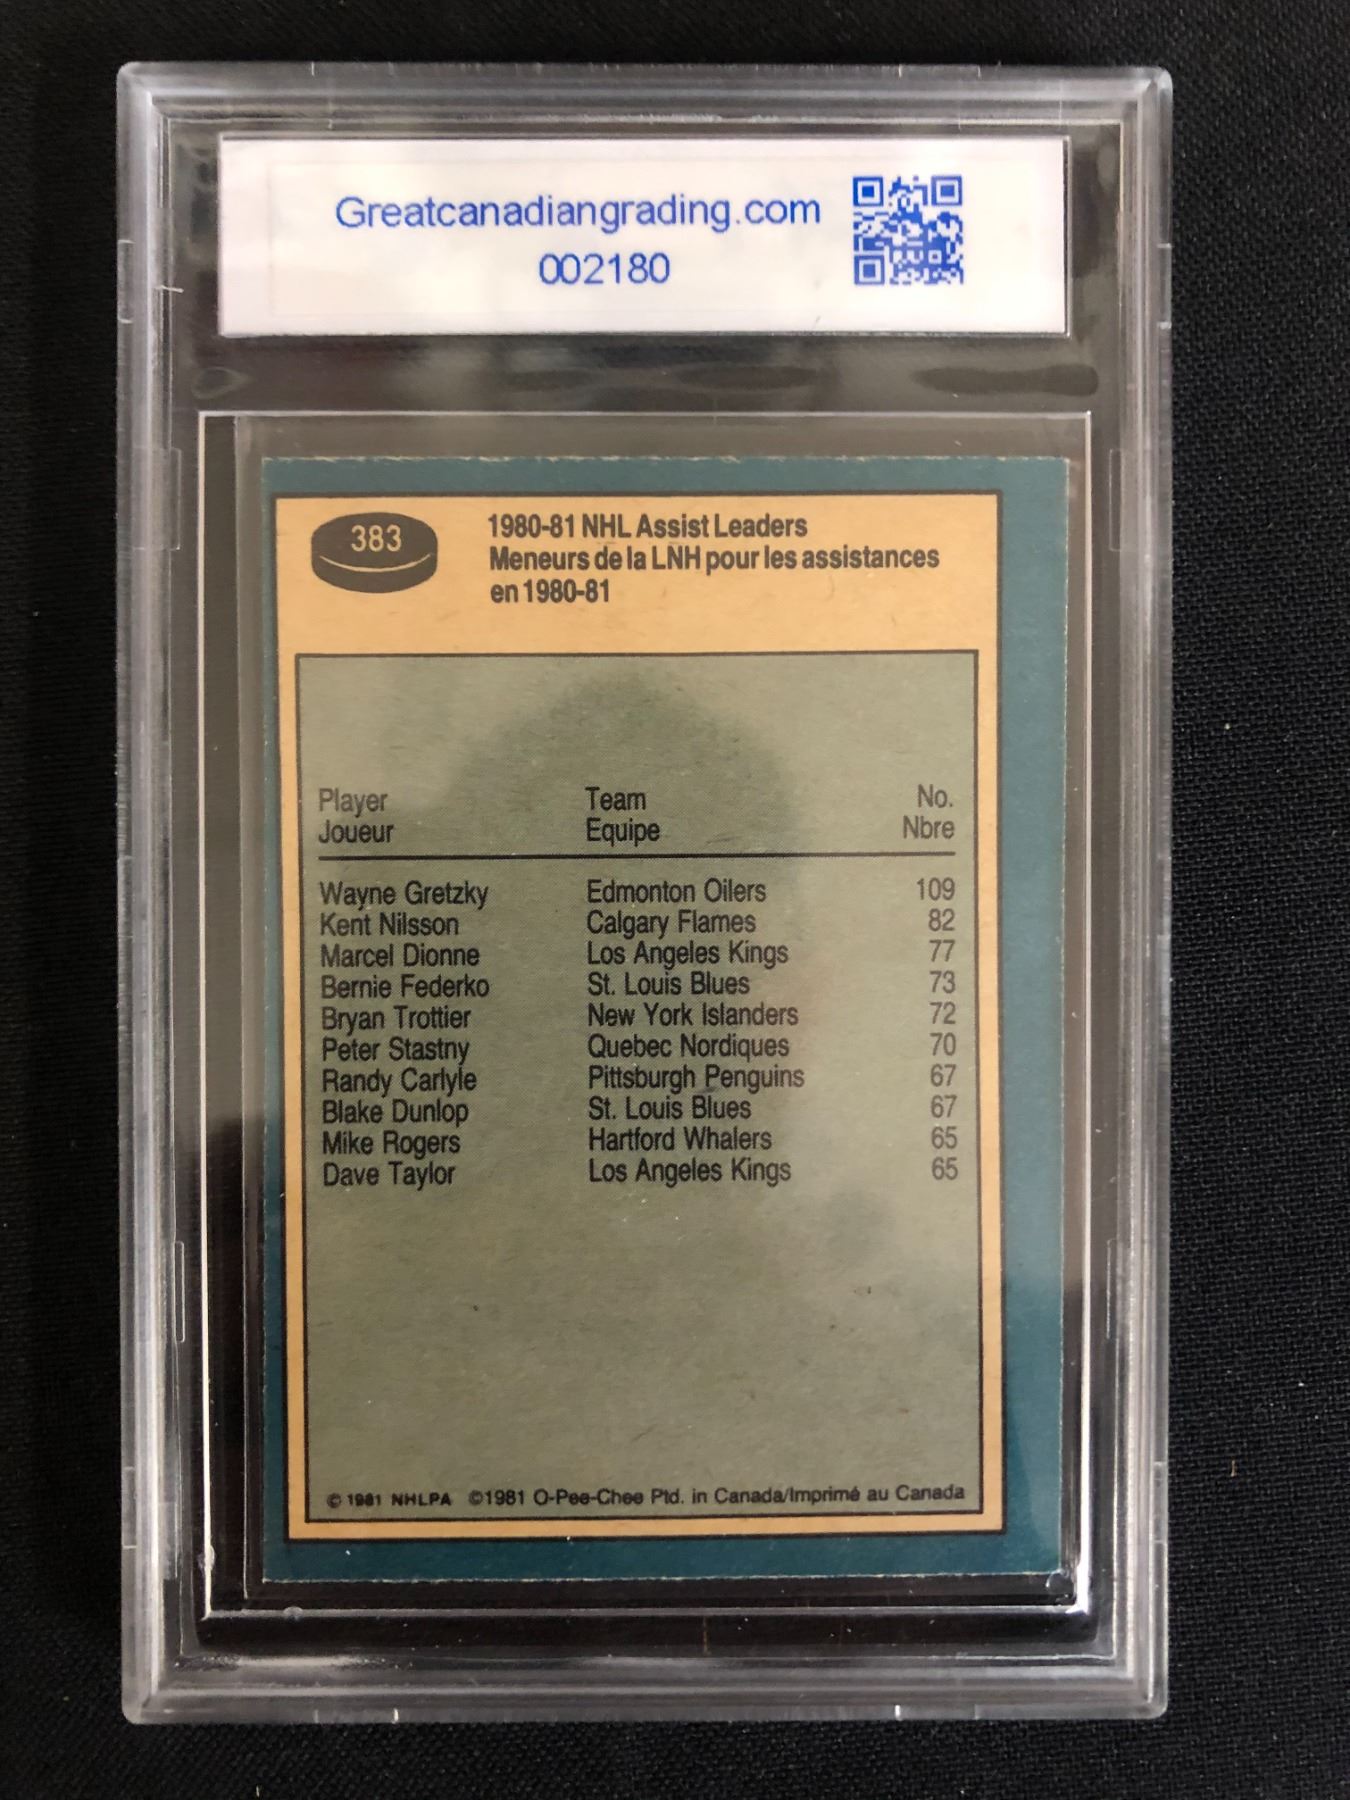 Greatcanadiangrading.com
002180
383
1980-81 NHL Assist Leaders
Meneurs de la LNH pour les assistances
en 1980-81
Player Team No.
Joueur Equipe Nbre
Wayne Gretzky Edmonton Oilers 109
Kent Nilsson Calgary Flames 82
Marcel Dionne Los Angeles Kings 77
Bernie Federko St. Louis Blues 73
Bryan Trottier New York Islanders 72
Peter Stastny Quebec Nordiques 70
Randy Carlyle Pittsburgh Penguins 67
Blake Dunlop St. Louis Blues 67
Mike Rogers Hartford Whalers 65
Dave Taylor Los Angeles Kings 65
© 1981 NHLPA ©1981 O-Pee-Chee Ptd. in Canada/Imprimé au Canada